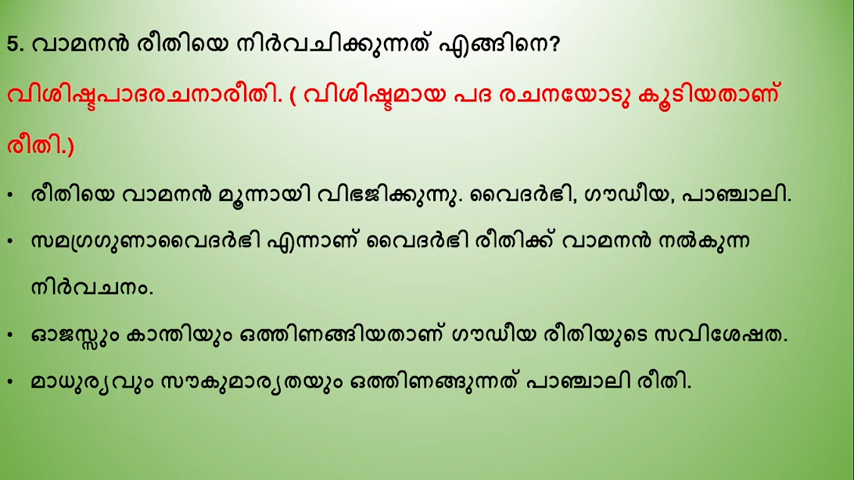 5. വാമനൻ രീതിയെ നിർവചിക്കുന്നത് എങ്ങിനെ?
വിശിഷ്ടപാദരചനാരീതി. ( വിശിഷ്ടമായ പദ രചനയോടു കൂടിയതാണ്
രീതി.)
• രീതിയെ വാമനൻ മൂന്നായി വിഭജിക്കുന്നു. വൈദർഭി, ഗൗഡീയ, പാഞ്ചാലി.
• സമഗ്രഗുണാവൈദർഭി എന്നാണ് വൈദർഭി രീതിക്ക് വാമനൻ നൽകുന്ന
നിർവചനം.
• ഓജസ്സും കാന്തിയും ഒത്തിണങ്ങിയതാണ് ഗൗഡീയ രീതിയുടെ സവിശേഷത.
• മാധുര്യവും സൗകുമാര്യതയും ഒത്തിണങ്ങുന്നത് പാഞ്ചാലി രീതി.